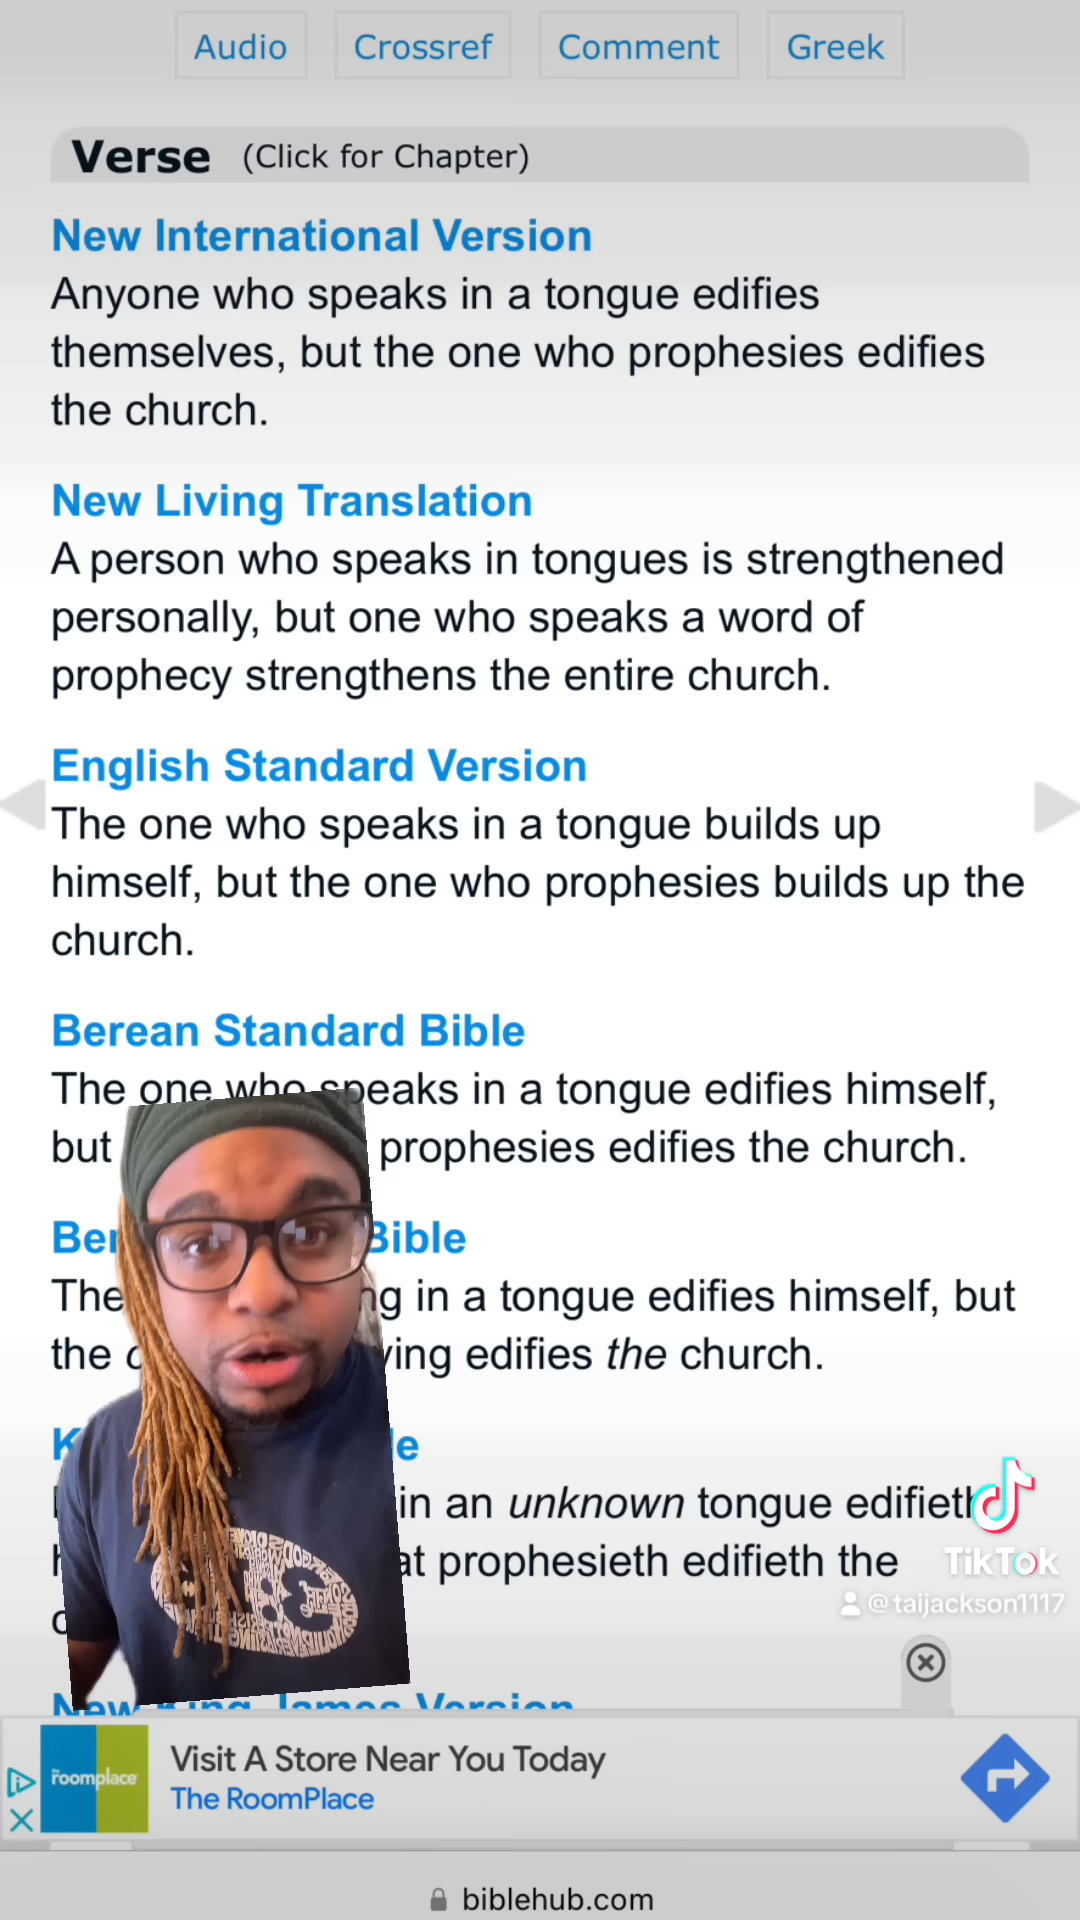 Audio Crossref Comment Greek
Verse (Click for Chapter)
New International Version
Anyone who speaks in a tongue edifies
themselves, but the one who prophesies edifies
the church.
New Living Translation
A person who speaks in tongues is strengthened
personally, but one who speaks a word of
prophecy strengthens the entire church.
English Standard Version
The one who speaks in a tongue builds up
himself, but the one who prophesies builds up the
church.
Berean Standard Bible
The one who speaks in a tongue edifies himself,
but prophesies edifies the church.
Bible
The in a tongue edifies himself, but
the edifies the church.
in an unknown tongue edifieth
prophesieth edifieth the
TikTok
@taijackson1117
New King James Version
Visit A Store Near You Today
The RoomPlace
roomplace
biblehub.com